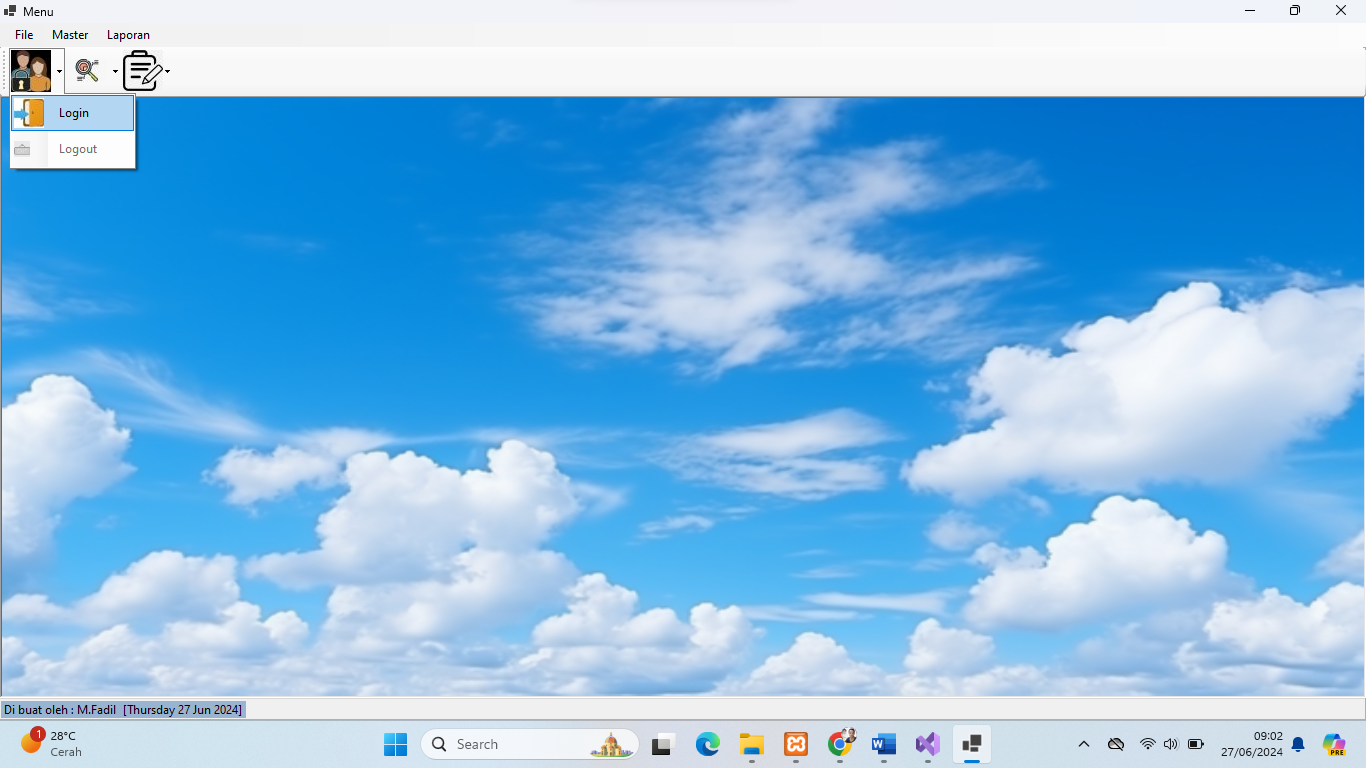 Menu
File Master Laporan
Login
Logout
Di buat oleh : M.Fadil [Thursday 27 Jun 2024]
1 28°C
Cerah
Search
W
09:02
27/06/2024
PRE